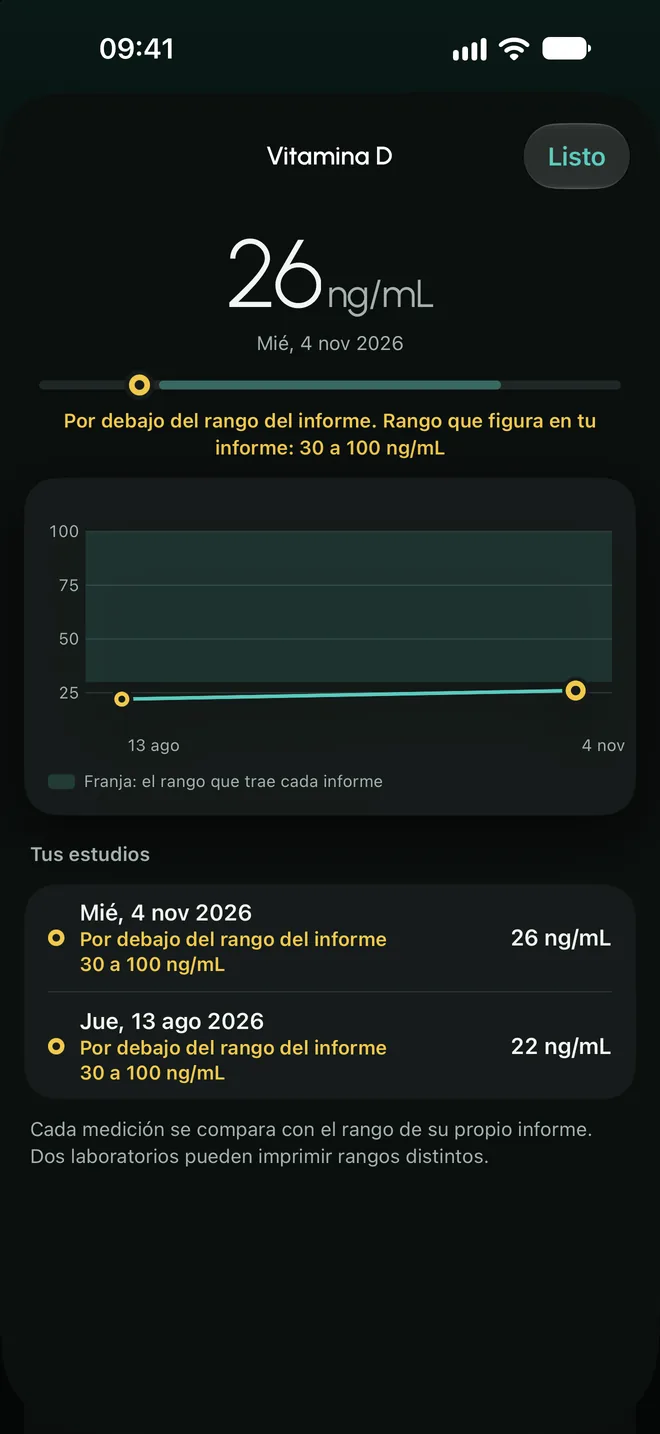 09:41
Vitamina D
Listo
26 ng/mL
Mié, 4 nov 2026
Por debajo del rango del informe. Rango que figura en tu
informe: 30 a 100 ng/mL
100
75
50
25
13 ago
4 nov
Franja: el rango que trae cada informe
Tus estudios
Mié, 4 nov 2026
Por debajo del rango del informe
30 a 100 ng/mL
26 ng/mL
Jue, 13 ago 2026
Por debajo del rango del informe
30 a 100 ng/mL
22 ng/mL
Cada medición se compara con el rango de su propio informe.
Dos laboratorios pueden imprimir rangos distintos.